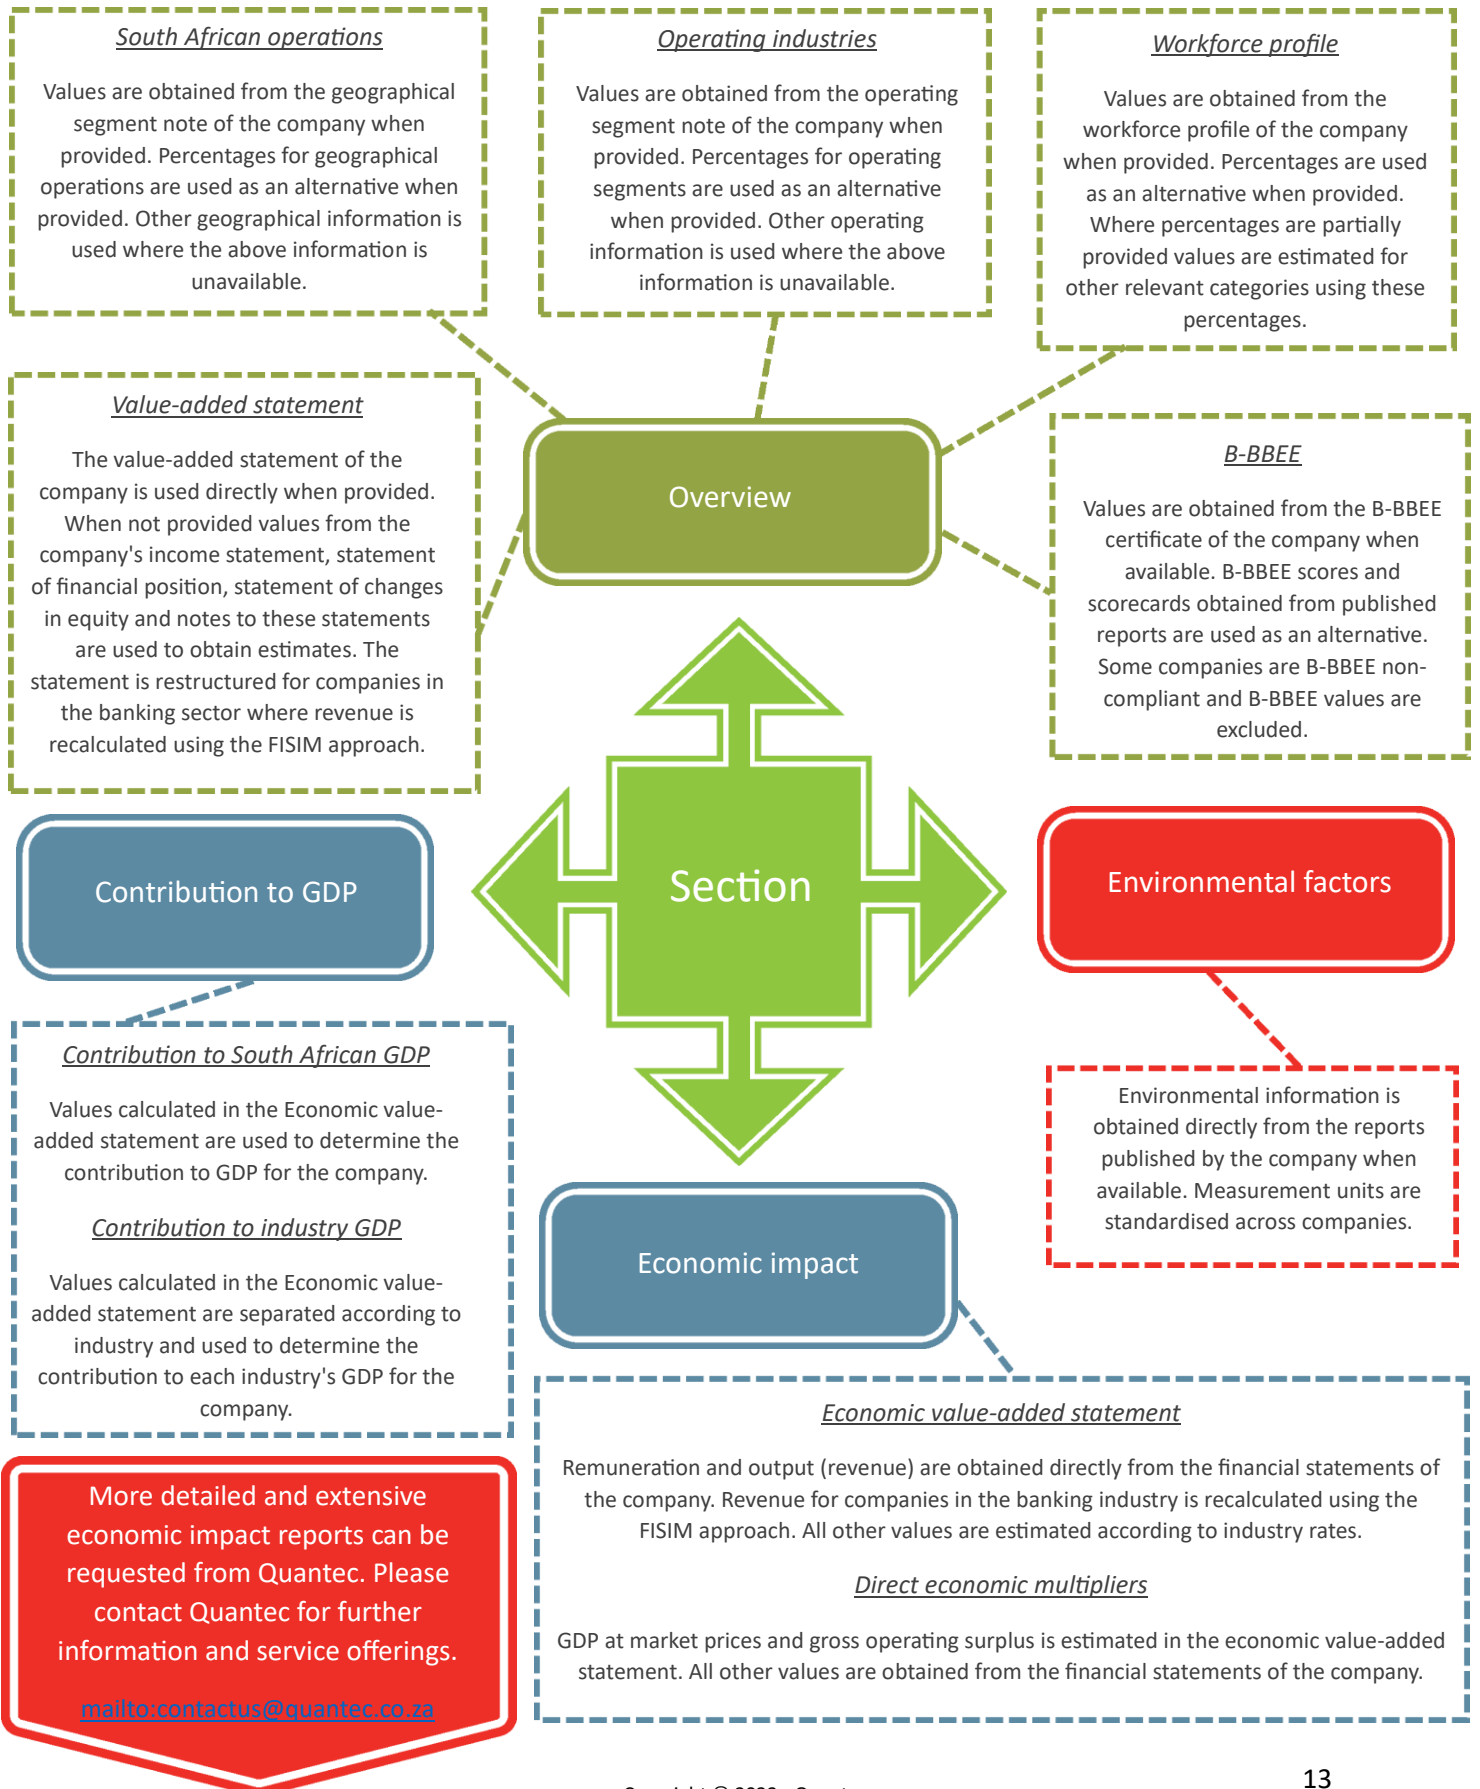 South African operations
Values are obtained from the geographical
segment note of the company when
provided. Percentages for geographical
operations are used as an alternative when
provided. Other geographical information is
used where the above information is
unavailable.
Operating industries
Values are obtained from the operating
segment note of the company when
provided. Percentages for operating
segments are used as an alternative
when provided. Other operating
information is used where the above
information is unavailable.
Workforce profile
Values are obtained from the
workforce profile of the company
when provided. Percentages are used
as an alternative when provided.
Where percentages are partially
provided values are estimated for
other relevant categories using these
percentages.
Value-added statement
The value-added statement of the
company is used directly when provided.
When not provided values from the
company's income statement, statement
of financial position, statement of changes
in equity and notes to these statements
are used to obtain estimates. The
statement is restructured for companies in
the banking sector where revenue is
recalculated using the FISIM approach.
Overview
B-BBEE
Values are obtained from the B-BBEE
certificate of the company when
available. B-BBEE scores and
scorecards obtained from published
reports are used as an alternative.
Some companies are B-BBEE non-
compliant and B-BBEE values are
excluded.
Contribution to GDP
Section
Environmental factors
Contribution to South African GDP
Values calculated in the Economic value-
added statement are used to determine the
contribution to GDP for the company.
Contribution to industry GDP
Values calculated in the Economic value-
added statement are separated according to
industry and used to determine the
contribution to each industry's GDP for the
company.
Environmental information is
obtained directly from the reports
published by the company when
available. Measurement units are
standardised across companies.
Economic impact
Economic value-added statement
Remuneration and output (revenue) are obtained directly from the financial statements of
the company. Revenue for companies in the banking industry is recalculated using the
FISIM approach. All other values are estimated according to industry rates.
Direct economic multipliers
GDP at market prices and gross operating surplus is estimated in the economic value-added
statement. All other values are obtained from the financial statements of the company.
More detailed and extensive
economic impact reports can be
requested from Quantec. Please
contact Quantec for further
information and service offerings.
mailto:contactus@quantec.co.za
13